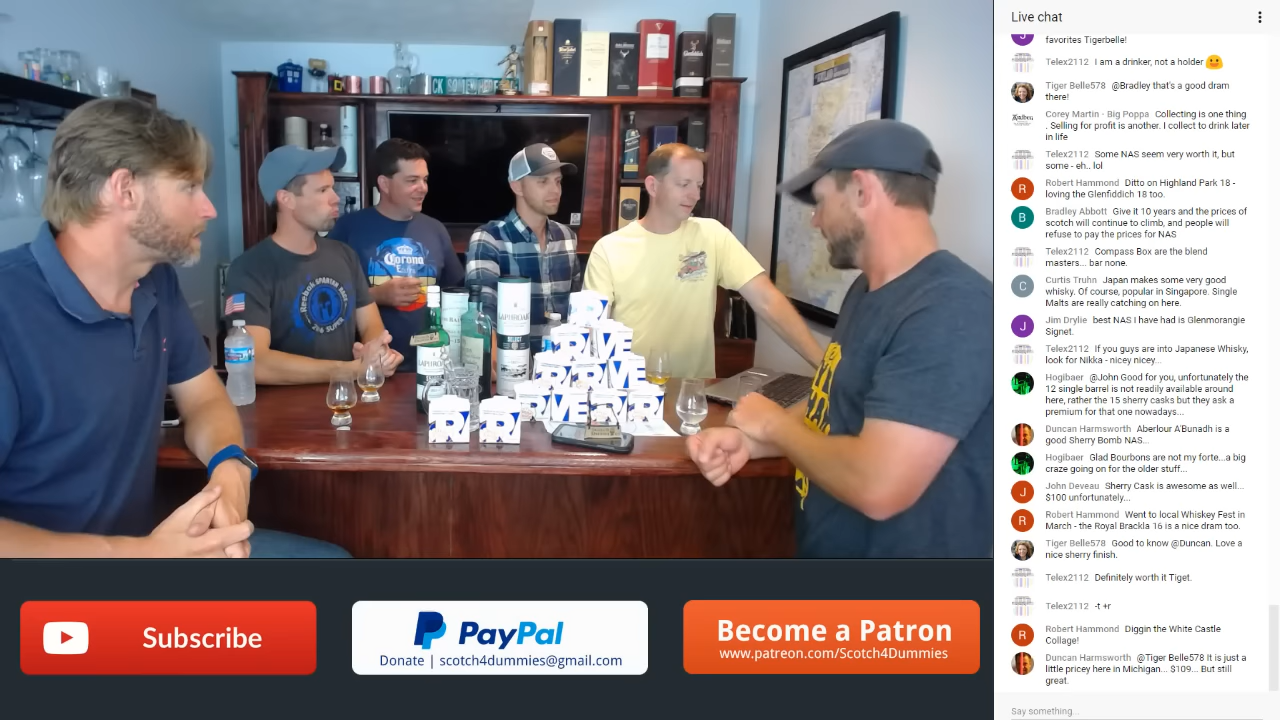 Live chat
favorites Tigerbelle!
Telex2112 I am a drinker, not a holder
Tiger Belle578 @Bradley that's a good dram
there!
Corey Martin - Big Poppa Collecting is one thing
. Selling for profit is another. I collect to drink later
in life
Telex2112 Some NAS seem very worth it, but
some - eh.. lol
Robert Hammond Ditto on Highland Park 18 -
loving the Glenfiddich 18 too.
Bradley Abbott Give it 10 years and the prices of
scotch will continue to climb, and people will
refuse to pay the prices for NAS
Telex2112 Compass Box are the blend
masters... bar none.
Curtis Truhn Japan makes some very good
whisky. Of course, popular in Singapore. Single
Malts are really catching on here.
Jim Drylie best NAS I have had is Glenmorangie
Signet.
Telex2112 If you guys are into Japanese Whisky,
look for Nikka - nicey nicey...
Hogibaer @John Good for you, unfortunately the
12 single barrel is not readily available around
here, rather the 15 sherry casks but they ask a
premium for that one nowadays...
Duncan Harmsworth Aberlour A'Bunadh is a
good Sherry Bomb NAS...
Hogibaer Glad Bourbons are not my forte...a big
craze going on for the older stuff...
John Deveau Sherry Cask is awesome as well...
$100 unfortunately...
Robert Hammond Went to local Whiskey Fest in
March - the Royal Brackla 16 is a nice dram too.
Tiger Belle578 Good to know @Duncan. Love a
nice sherry finish.
Telex2112 Definitely worth it Tiget.
Telex2112 -t +r
Robert Hammond Diggin the White Castle
Collage!
Duncan Harmsworth @Tiger Belle578 It is just a
little pricey here in Michigan... $109... But still
great.
Say something...
Corona
LAPHROAIG
SELECT
Subscribe
PayPal
Donate | scotch4dummies@gmail.com
Become a Patron
www.patreon.com/Scotch4Dummies